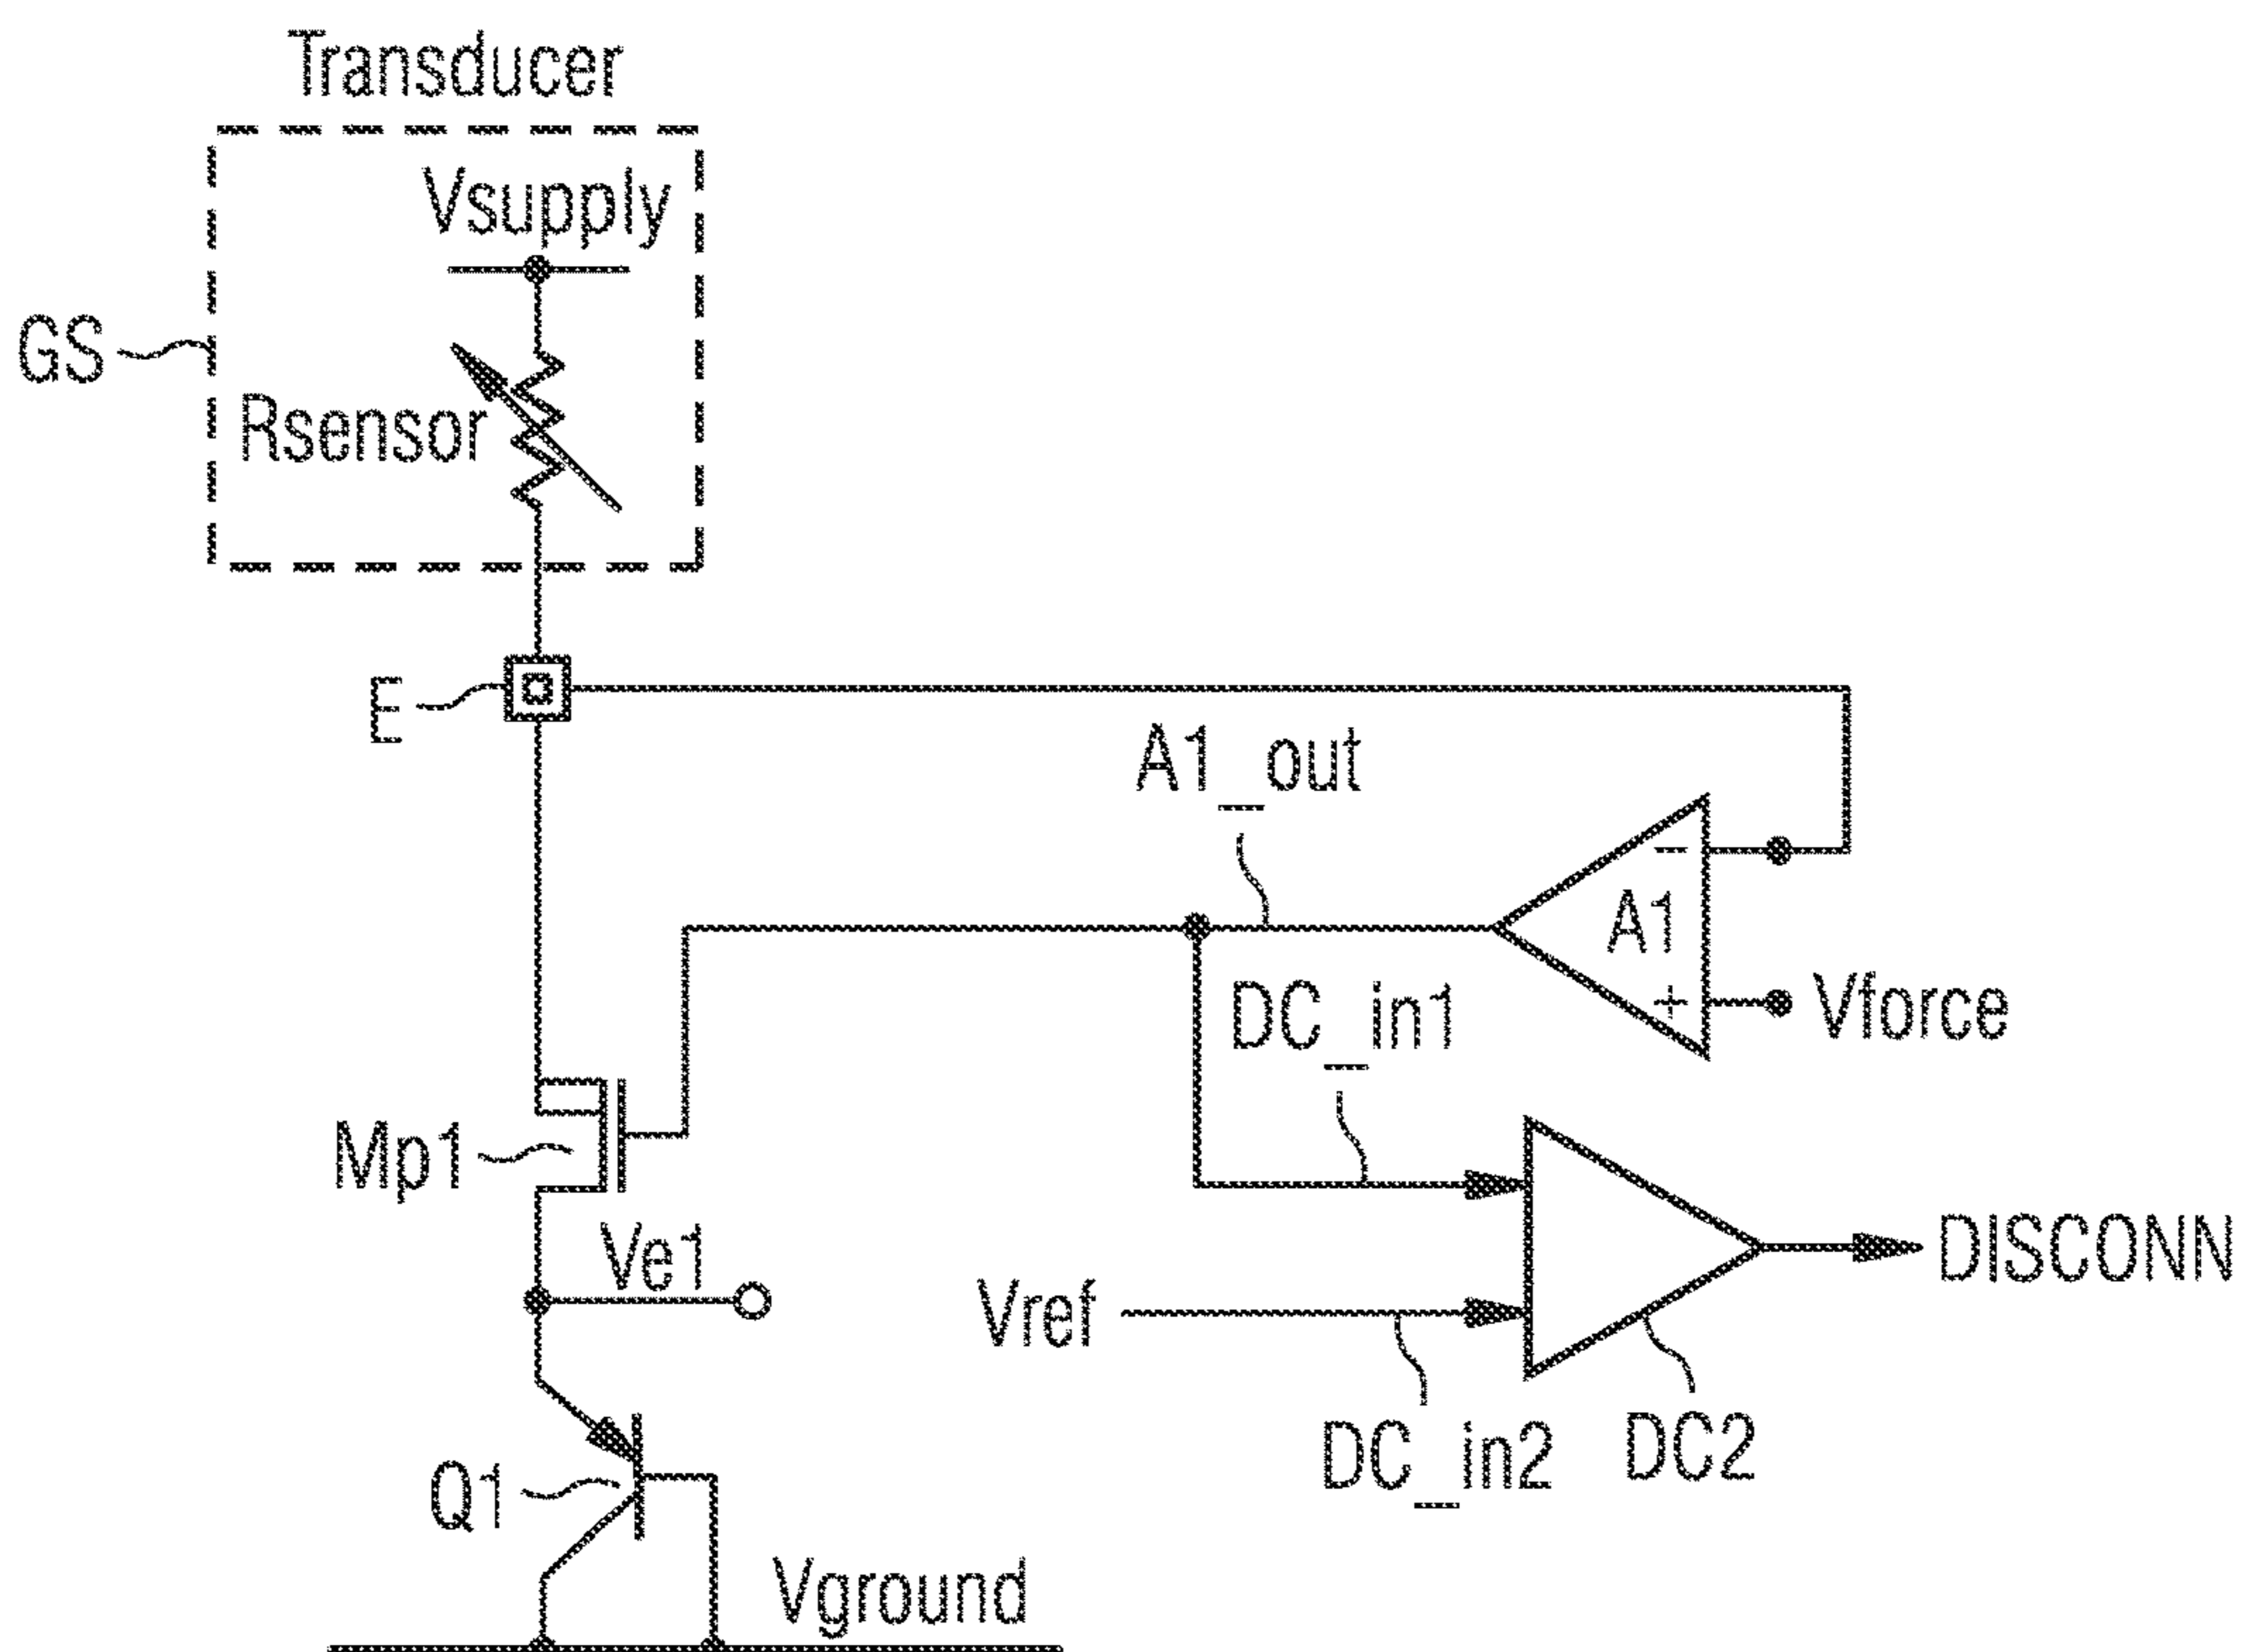 Transducer
Vsupply
GS
Rsensor
E
A1_out
-
A1
+
Vforce
DC_in1
Mp1
Ve1
DISCONN
Vref
DC_in2
DC2
Q1
Vground